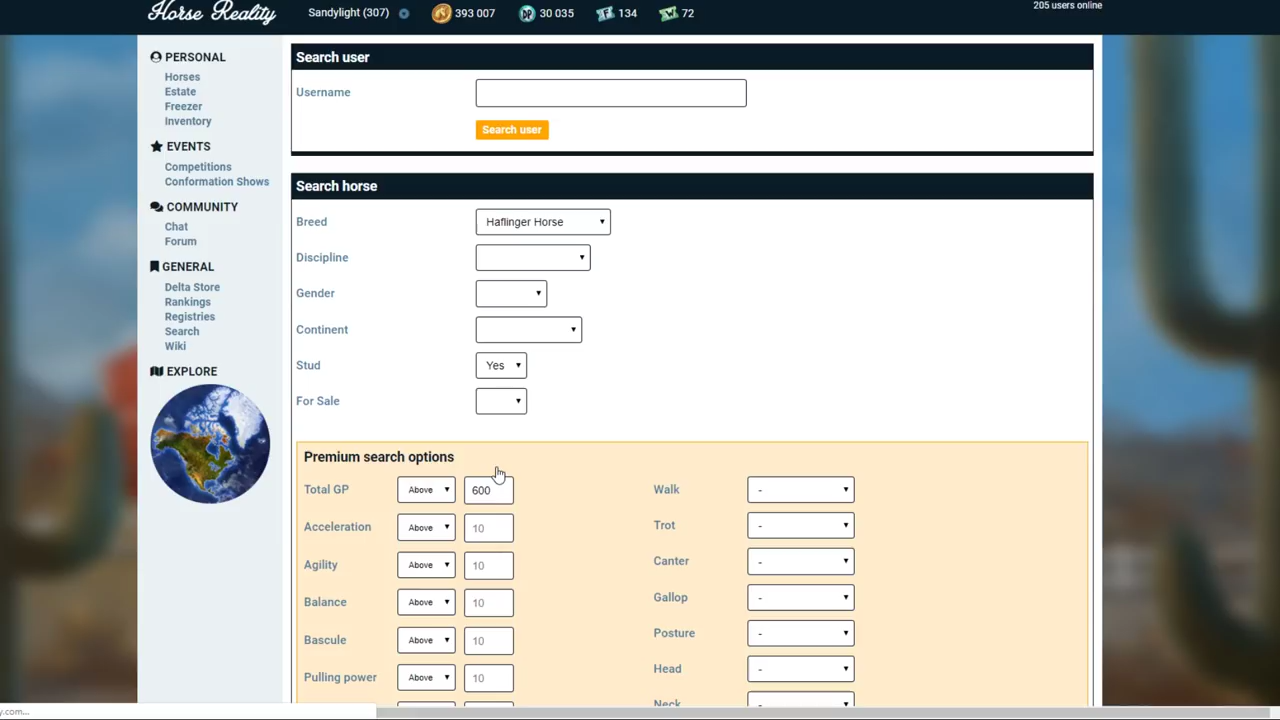 Horse Reality
Sandylight (307)
393 007
30 035
134
72
205 users online
PERSONAL
Horses
Estate
Freezer
Inventory
EVENTS
Competitions
Conformation Shows
COMMUNITY
Chat
Forum
GENERAL
Delta Store
Rankings
Registries
Search
Wiki
EXPLORE
Search user
Username
Search user
Search horse
Breed Haflinger Horse
Discipline
Gender
Continent
Stud Yes
For Sale
Premium search options
Total GP Above 600 Walk -
Acceleration Above 10 Trot -
Agility Above 10 Canter -
Balance Above 10 Gallop -
Bascule Above 10 Posture -
Pulling power Above 10 Head -
Neck -
y.com...